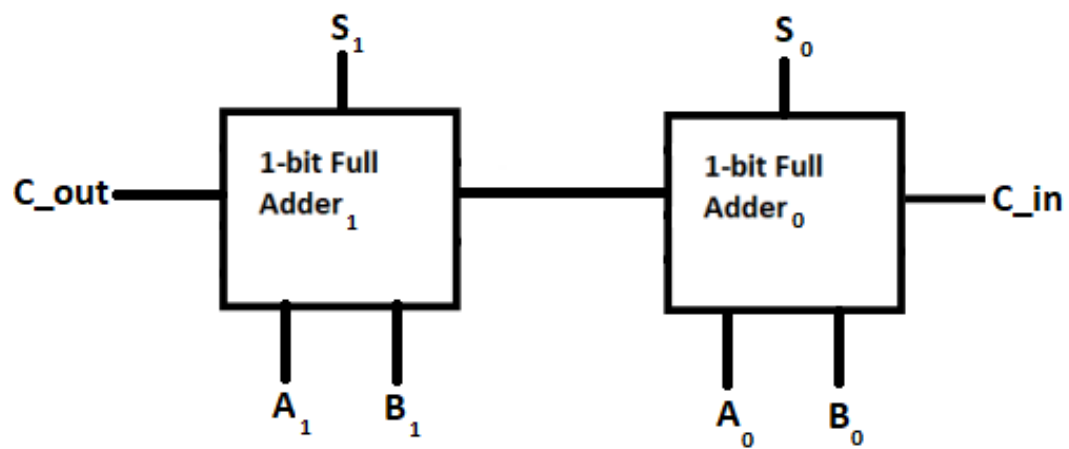 S₁ S₀
1-bit Full 1-bit Full
C_out Adder₁ Adder₀ C_in
A₁ B₁ A₀ B₀